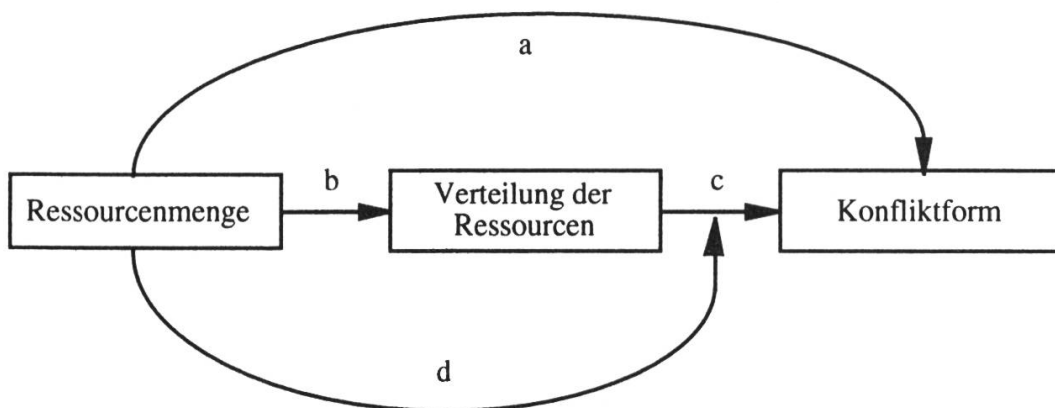 a
b
c
Ressourcenmenge
Verteilung der
Ressourcen
Konfliktform
d